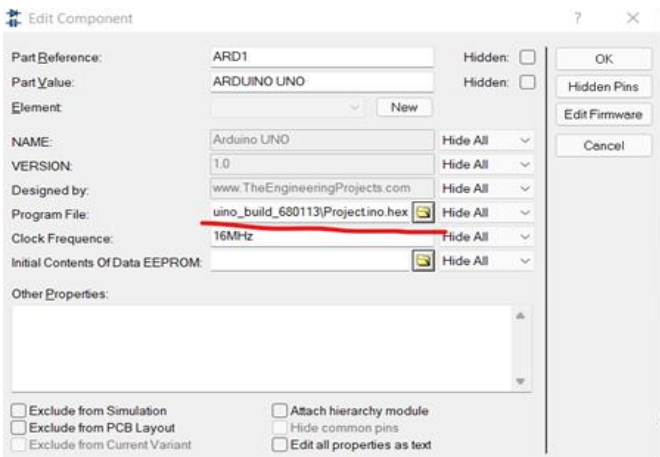 Edit Component ? ×
Part Reference: ARD1 Hidden: OK
Part Value: ARDUINO UNO Hidden: Hidden Pins
Element: New Edit Firmware
NAME: Arduino UNO Hide All Cancel
VERSION: 1.0 Hide All
Designed by: www.TheEngineeringProjects.com Hide All
Program File: uino_build_680113\Project.ino.hex Hide All
Clock Frequence: 16MHz Hide All
Initial Contents Of Data EEPROM: Hide All
Other Properties:
Exclude from Simulation Attach hierarchy module
Exclude from PCB Layout Hide common pins
Exclude from Current Variant Edit all properties as text